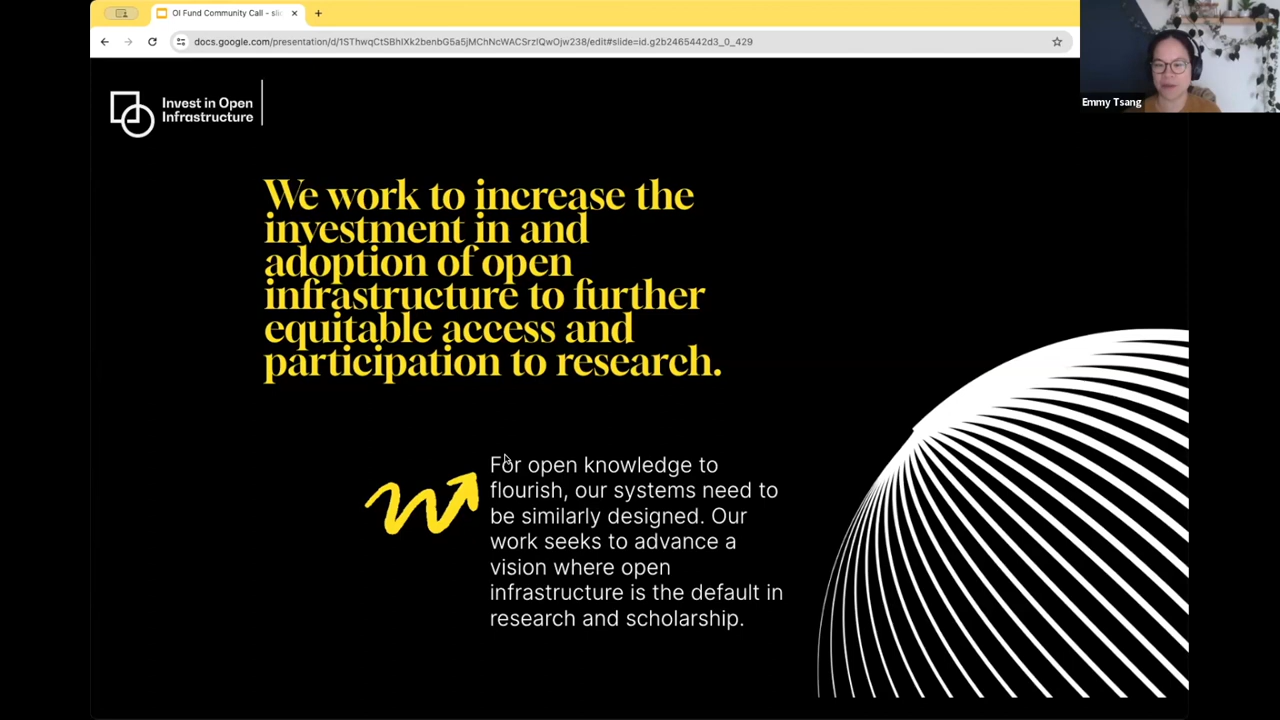 OI Fund Community Call - sli
docs.google.com/presentation/d/1SThwqCtSBhIXk2benbG5a5jMChNcWACSrzIQwOjw238/edit#slide=id.g2b2465442d3_0_429
Emmy Tsang
Invest in Open
Infrastructure
We work to increase the
investment in and
adoption of open
infrastructure to further
equitable access and
participation to research.
For open knowledge to
flourish, our systems need to
be similarly designed. Our
work seeks to advance a
vision where open
infrastructure is the default in
research and scholarship.